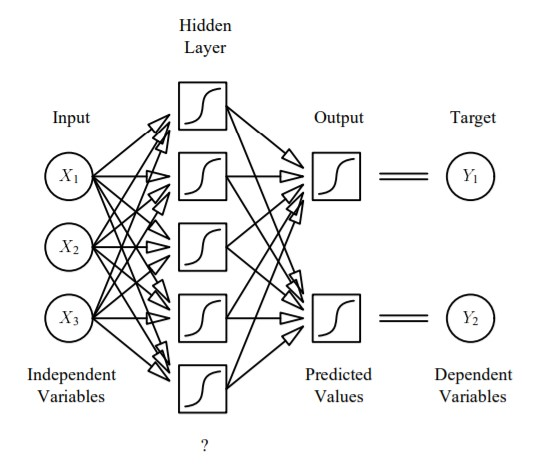 Hidden
Layer
Input
Output
Target
X1
Y1
X2
X3
Y2
Independent
Variables
Predicted
Values
Dependent
Variables
?